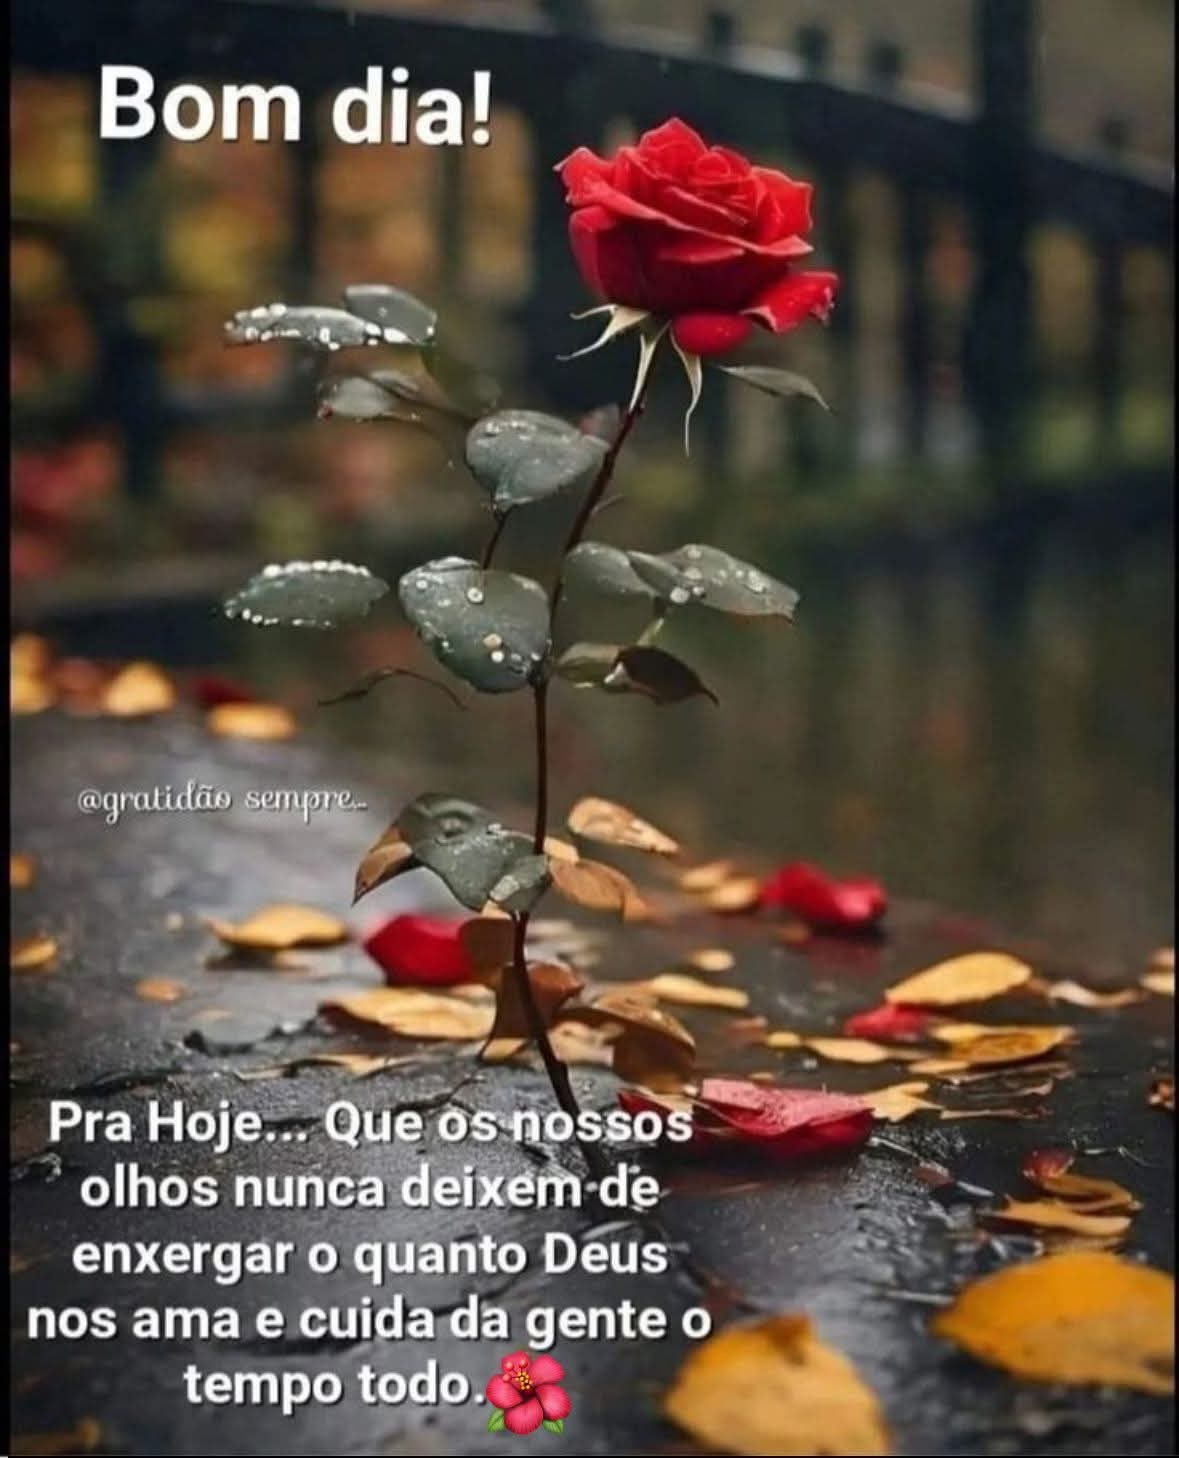 Bom dia!
@gratidão sempre...
Pra Hoje... Que os nossos
olhos nunca deixem de
enxergar o quanto Deus
nos ama e cuida da gente o
tempo todo.🌺